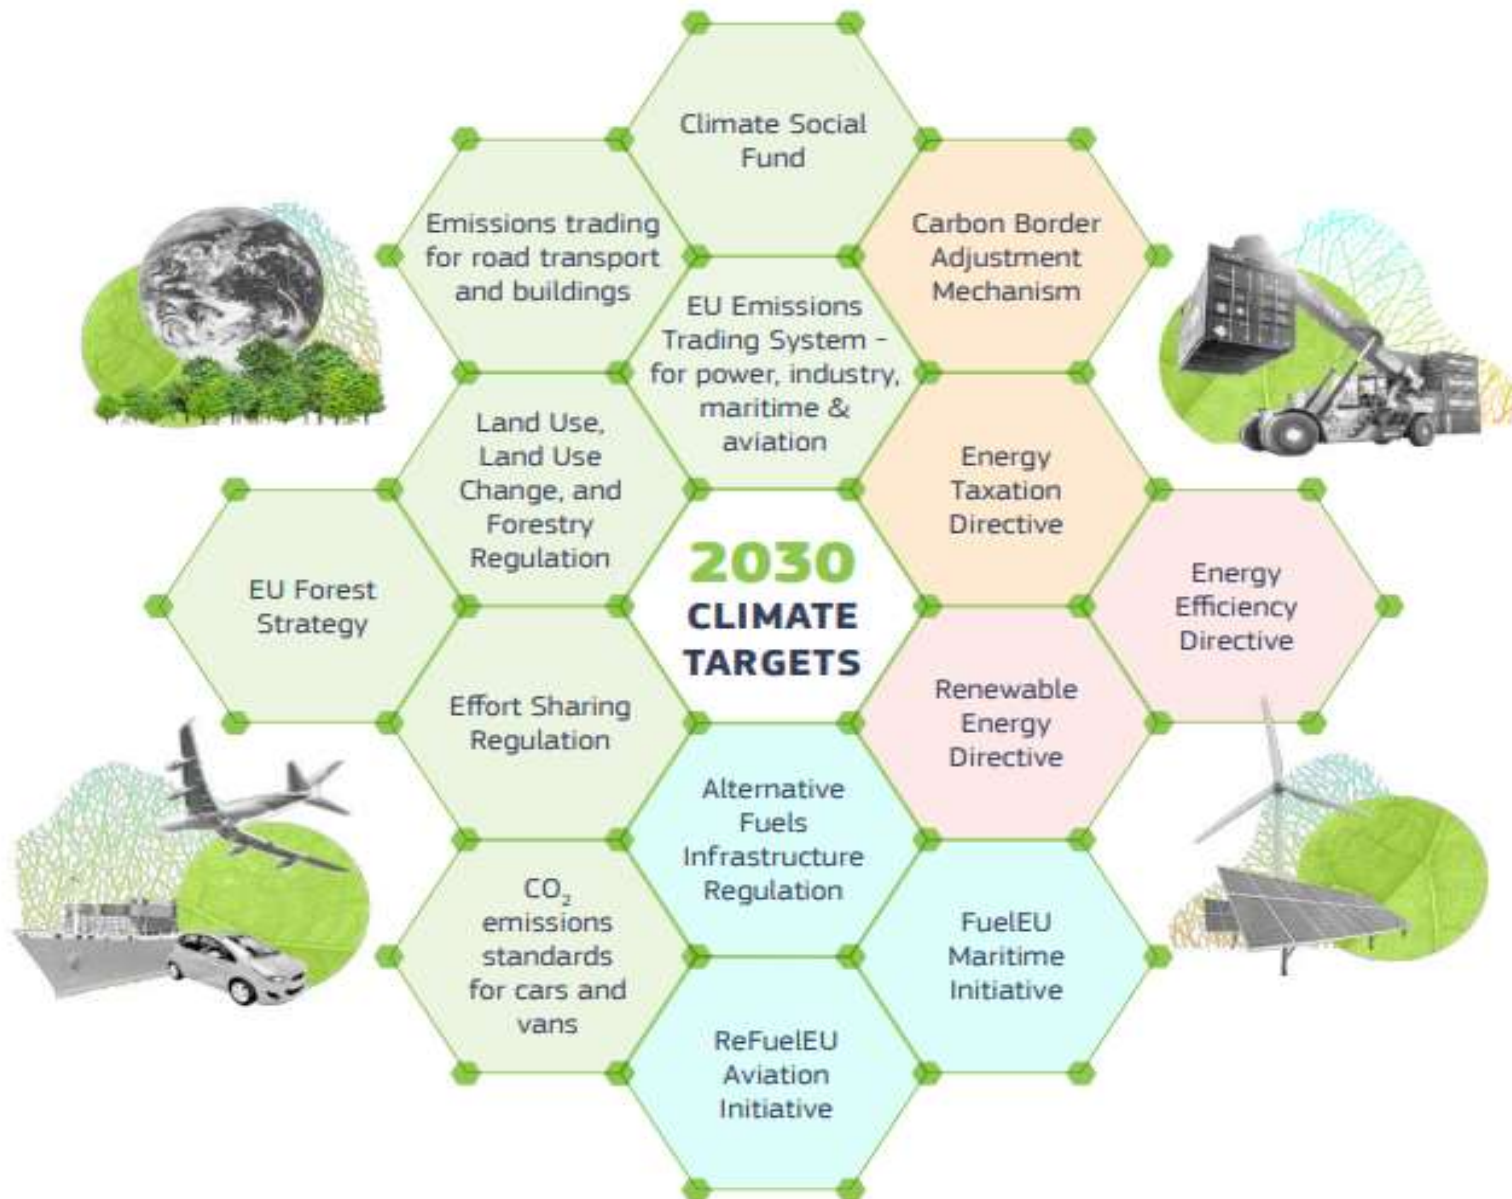 Climate Social
Fund
Emissions trading
for road transport
and buildings
Carbon Border
Adjustment
Mechanism
EU Emissions
Trading System -
for power, industry,
maritime &
aviation
Land Use,
Land Use
Change, and
Forestry
Regulation
Energy
Taxation
Directive
EU Forest
Strategy
2030
CLIMATE
TARGETS
Energy
Efficiency
Directive
Effort Sharing
Regulation
Renewable
Energy
Directive
Alternative
Fuels
Infrastructure
Regulation
CO₂
emissions
standards
for cars and
vans
FuelEU
Maritime
Initiative
ReFuelEU
Aviation
Initiative